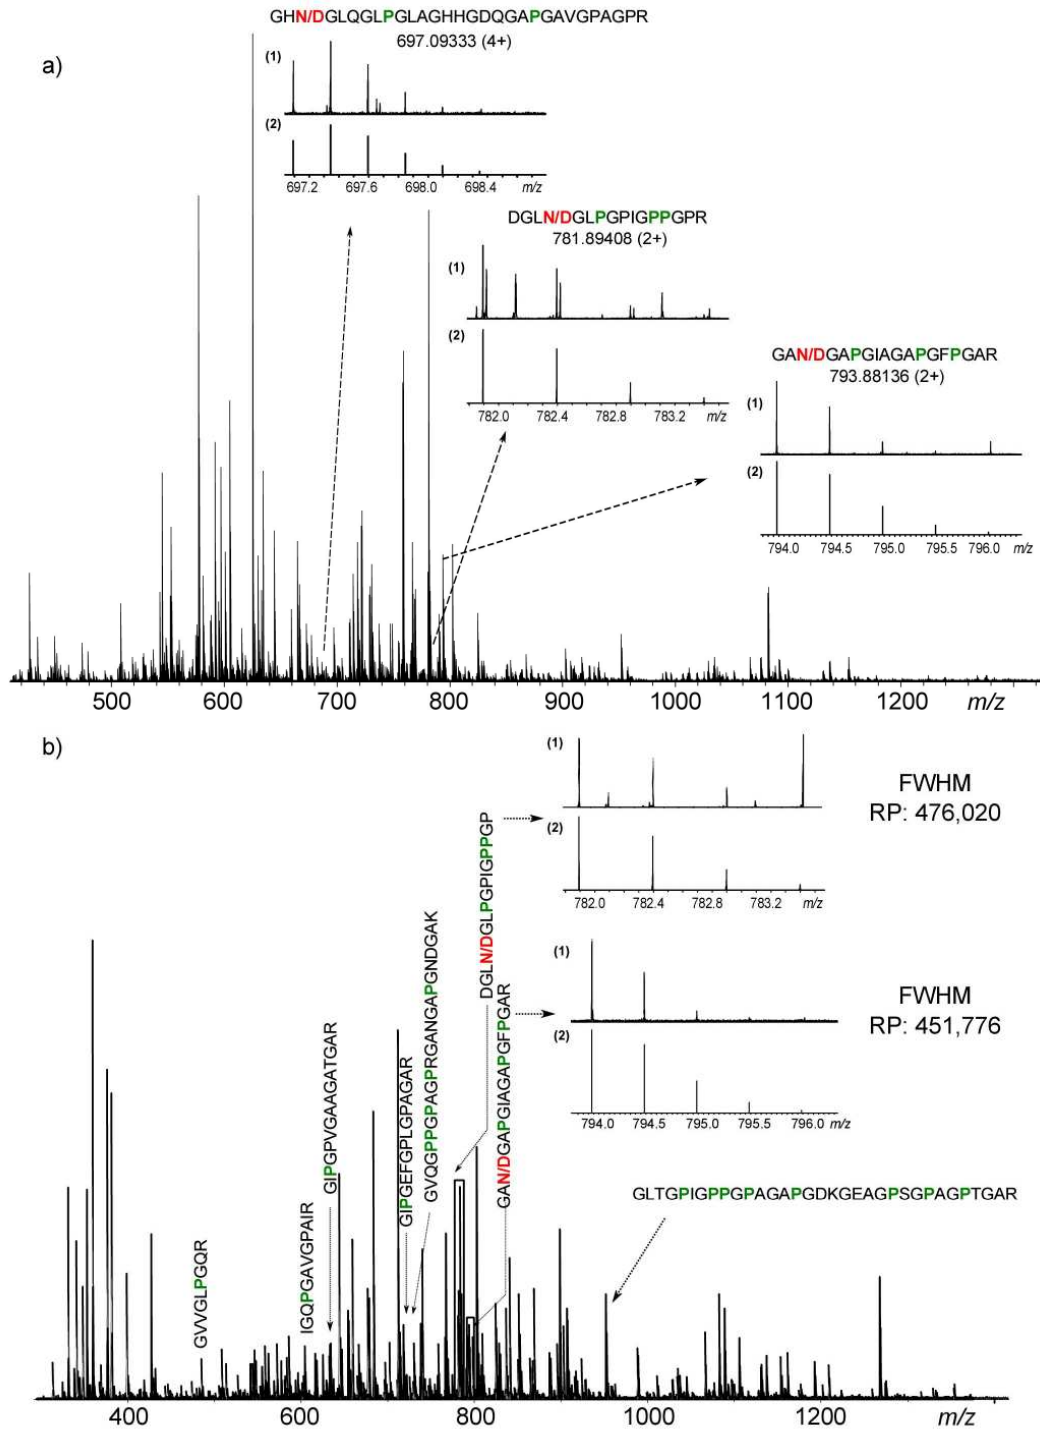 a)
GHN/DGLQGLPGLAGHHGDQGAPGAVGPAGPR
697.09333 (4+)
(1)
(2)
697.2 697.6 698.0 698.4 m/z
DGLN/DGLPGPIGPPGPR
781.89408 (2+)
(1)
(2)
782.0 782.4 782.8 783.2 m/z
GAN/DGAPGIAGAPGFPGAR
793.88136 (2+)
(1)
(2)
794.0 794.5 795.0 795.5 796.0 m/z
500 600 700 800 900 1000 1100 1200 m/z
b)
(1)
(2)
782.0 782.4 782.8 783.2 m/z
FWHM
RP: 476,020
(1)
(2)
794.0 794.5 795.0 795.5 796.0 m/z
FWHM
RP: 451,776
GVVGLPGQR
IGQPGAVGPAIR
GIPGPVGAAGATGAR
GIPGEFGPLGPAGAR
GVQGPPGPAGPRGANGAPGNDGAK
DGLN/DGLPGPIGPPGP
GAN/DGAPGIAGAPGFPGAR
GLTGPIGPPGPAGAPGDKGEAGPSGPAGPTGAR
400 600 800 1000 1200 m/z